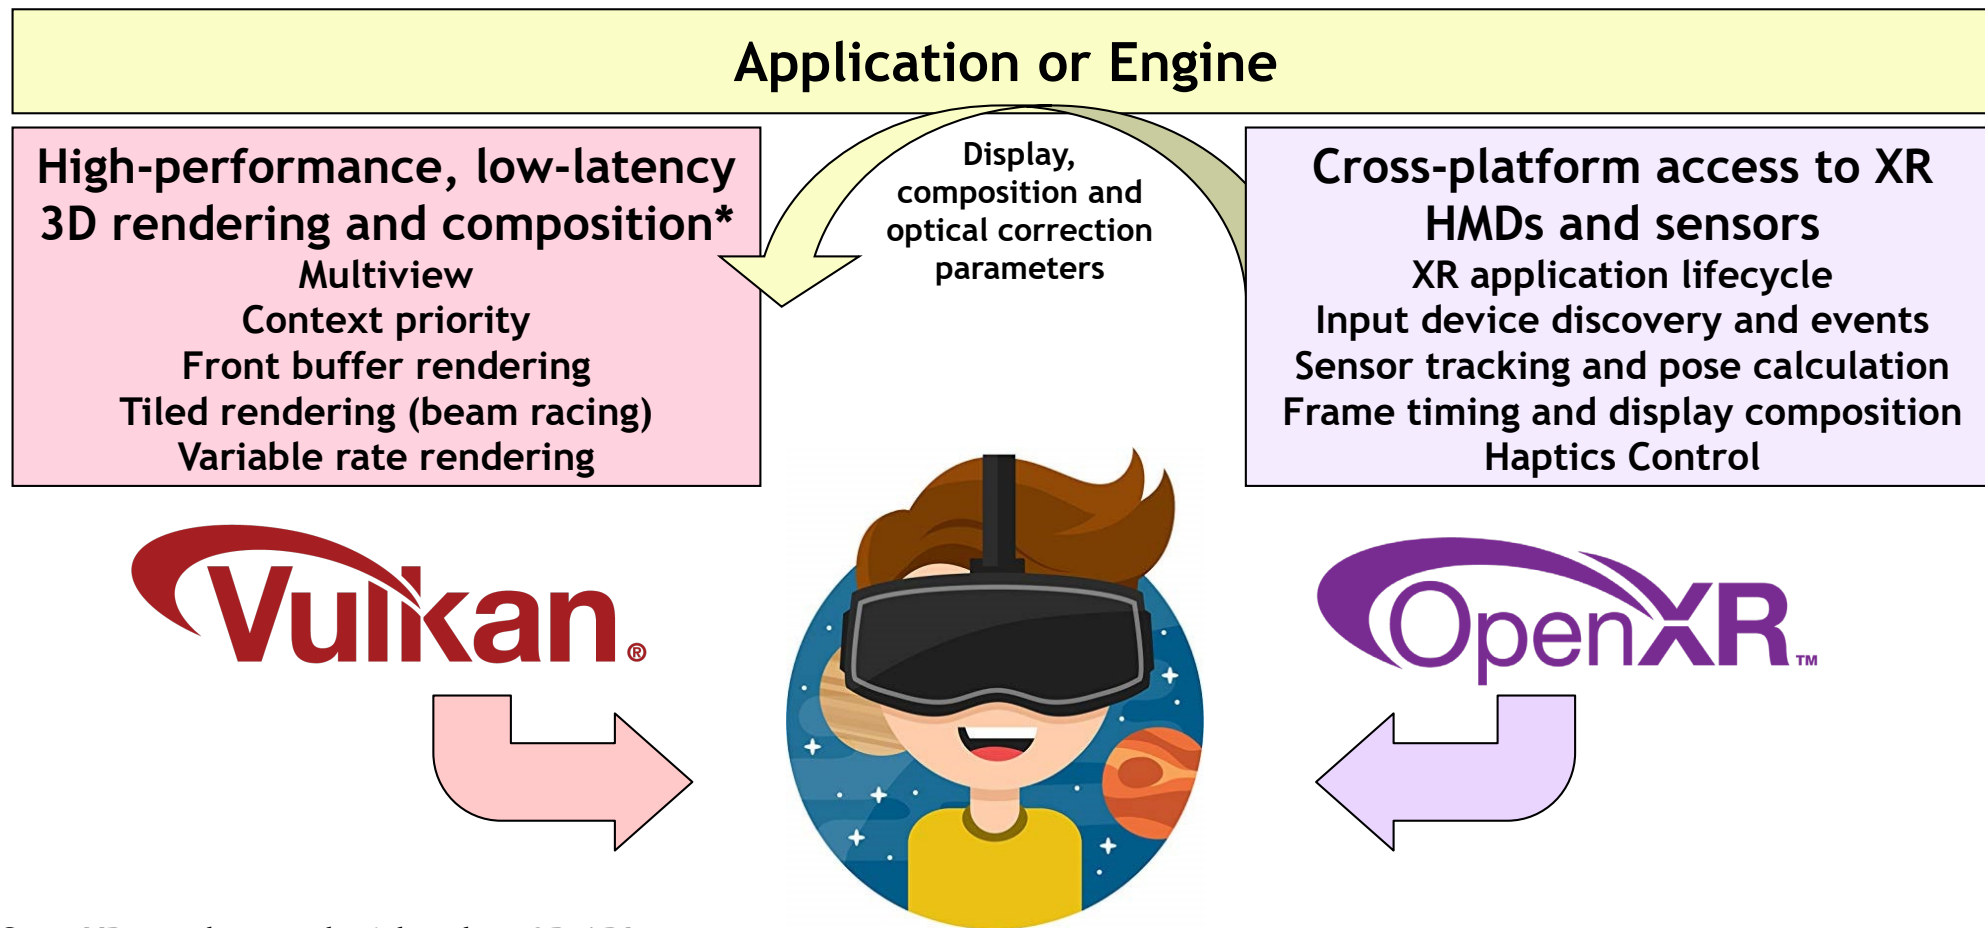 Application or Engine
High-performance, low-latency
3D rendering and composition*
Multiview
Context priority
Front buffer rendering
Tiled rendering (beam racing)
Variable rate rendering
Display,
composition and
optical correction
parameters
Cross-platform access to XR
HMDs and sensors
XR application lifecycle
Input device discovery and events
Sensor tracking and pose calculation
Frame timing and display composition
Haptics Control
Vulkan®
OpenXR™